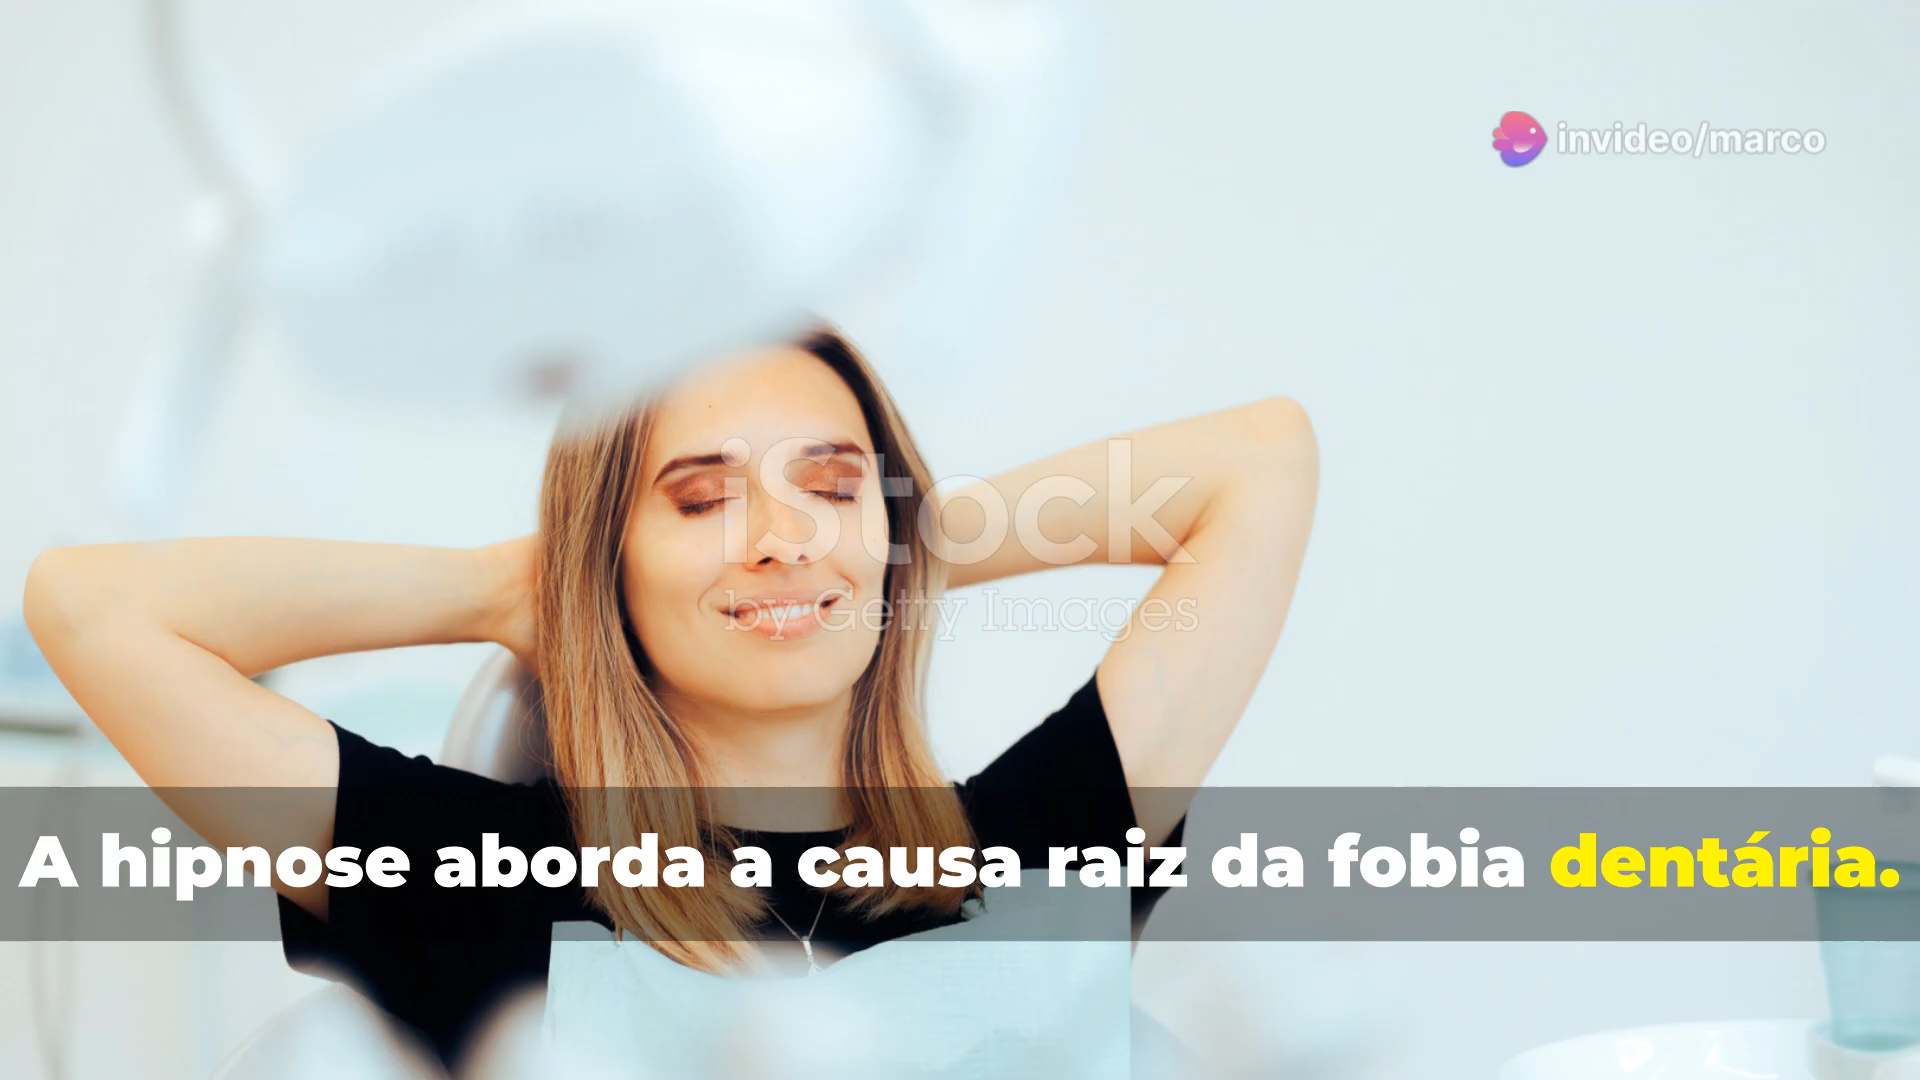 invideo/marco
iStock
by Getty Images
A hipnose aborda a causa raiz da fobia dentária.